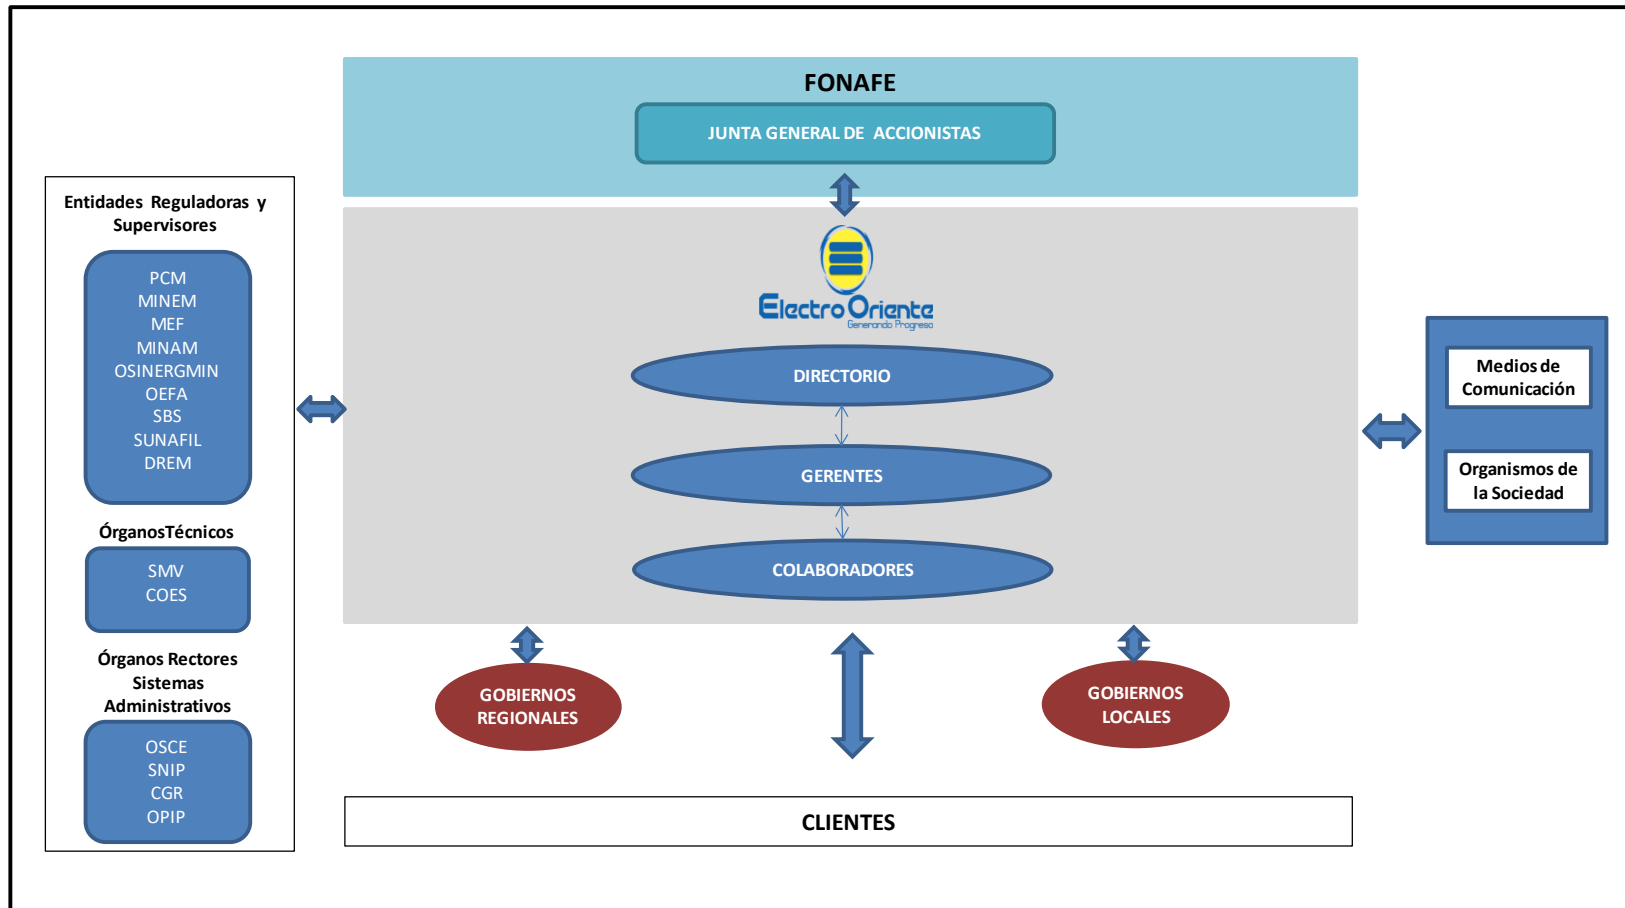 FONAFE
JUNTA GENERAL DE ACCIONISTAS
Entidades Reguladoras y
Supervisores
PCM
MINEM
MEF
MINAM
OSINERGMIN
OEFA
SBS
SUNAFIL
DREM
ÓrganosTécnicos
SMV
COES
Órganos Rectores
Sistemas
Administrativos
OSCE
SNIP
CGR
OPIP
Electro Oriente
Generando Progreso
DIRECTORIO
GERENTES
COLABORADORES
GOBIERNOS
REGIONALES
GOBIERNOS
LOCALES
CLIENTES
Medios de
Comunicación
Organismos de
la Sociedad